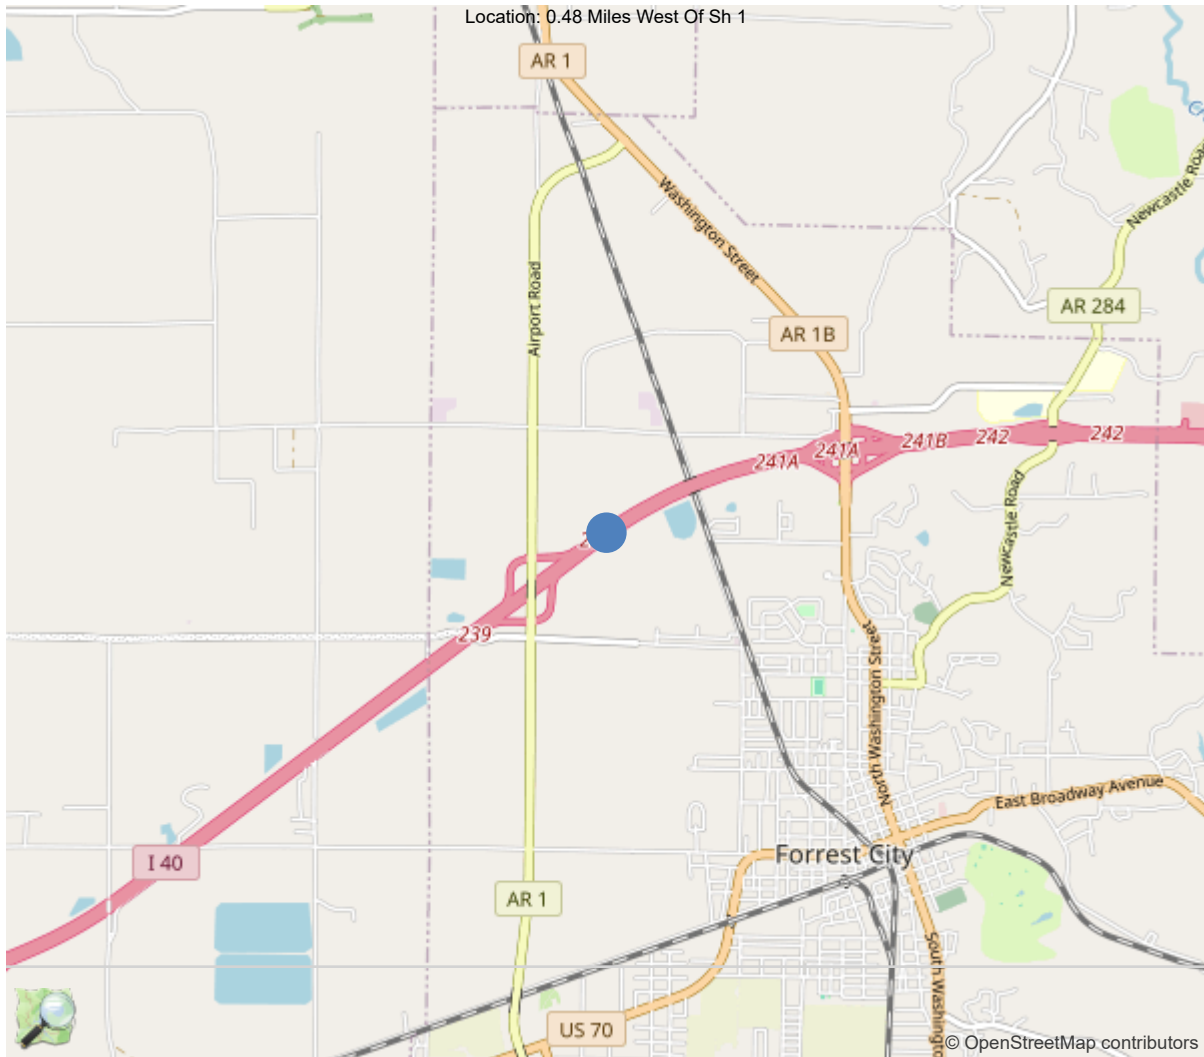 Location: 0.48 Miles West Of Sh 1
AR 1
Newcastle Road
Washington Street
Airport Road
AR 284
AR 1B
241A
241A
241B
242
242
Newcastle Road
239
North Washington Street
East Broadway Avenue
Forrest City
I 40
AR 1
South Washingto
US 70
© OpenStreetMap contributors